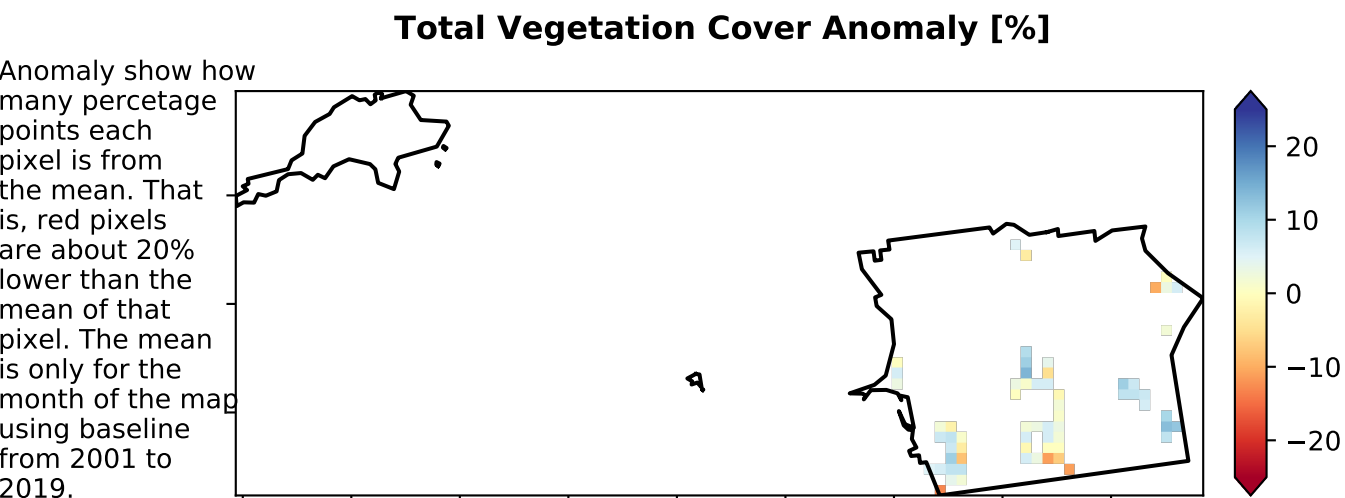 Total Vegetation Cover Anomaly [%]
Anomaly show how
many percetage
points each
pixel is from
the mean. That
is, red pixels
are about 20%
lower than the
mean of that
pixel. The mean
is only for the
month of the map
using baseline
from 2001 to
2019.
20
10
0
−10
−20